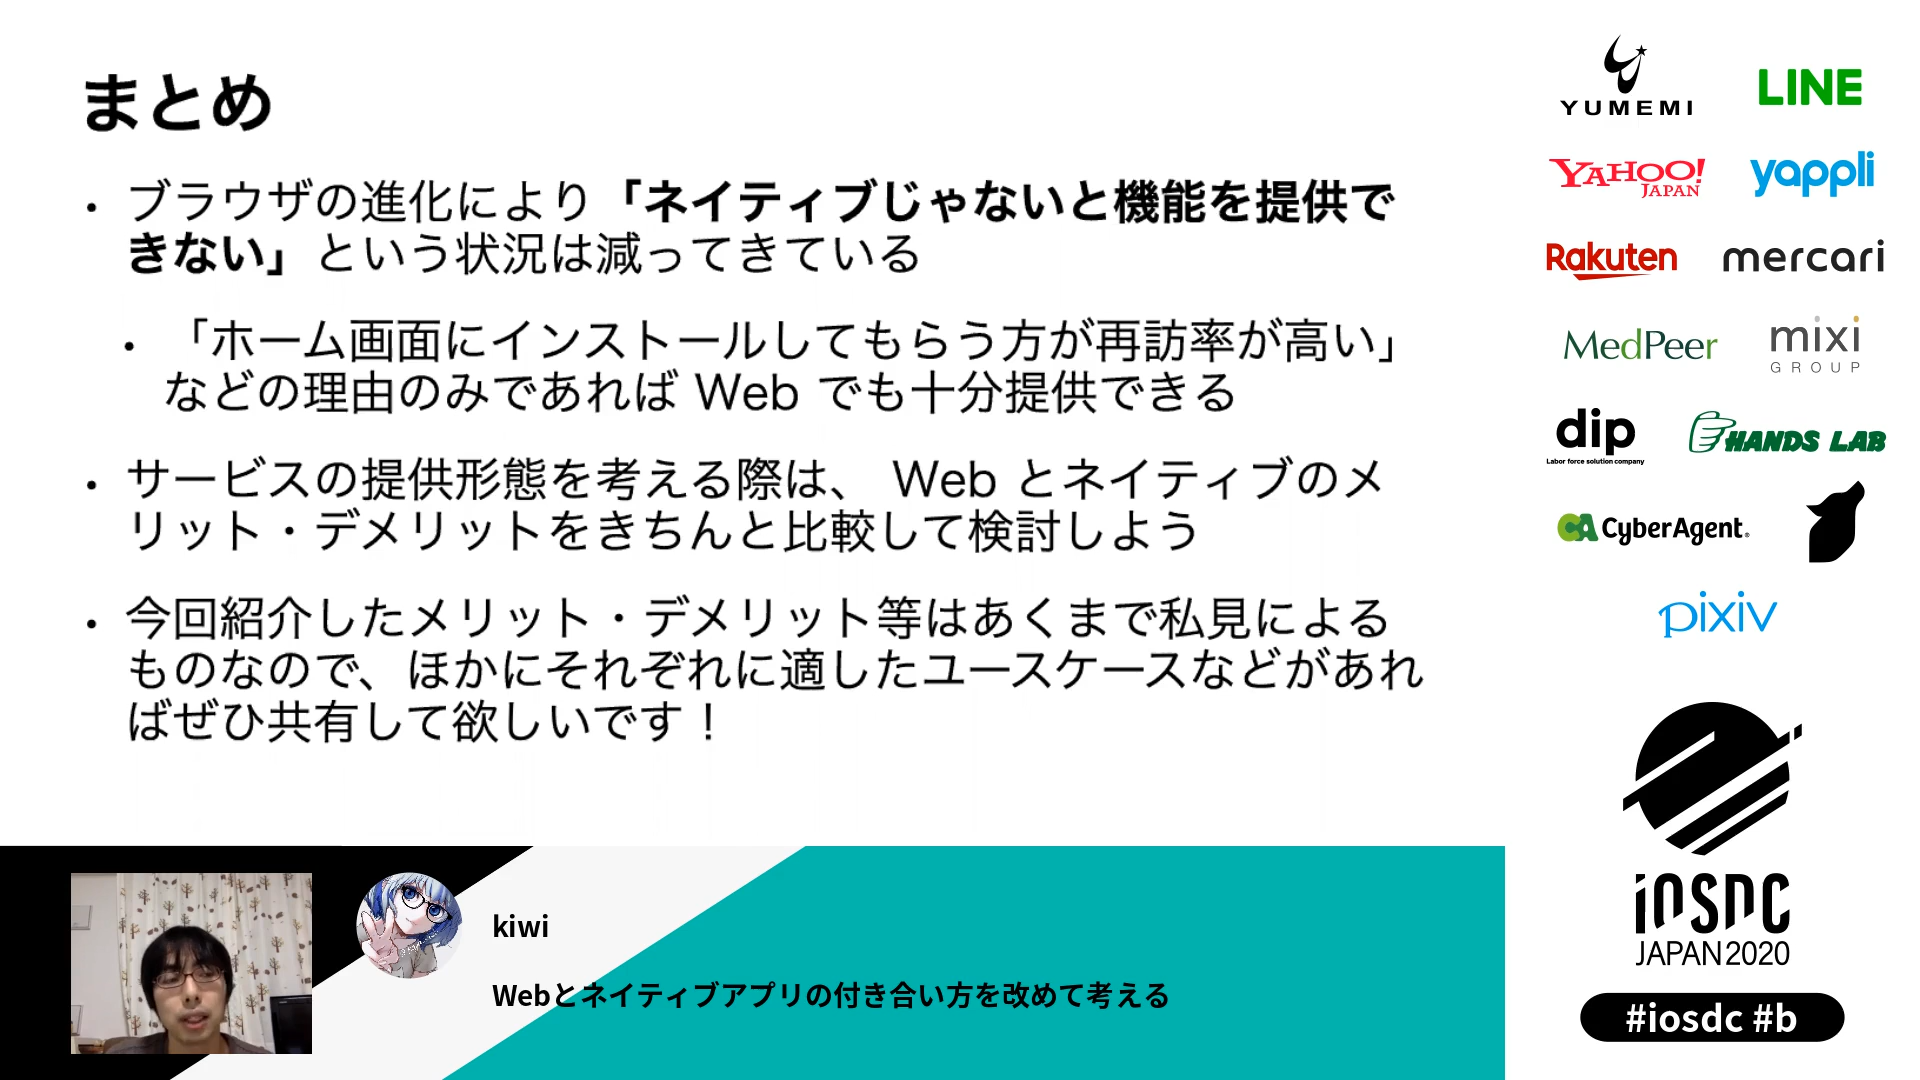 まとめ
・ブラウザの進化により「ネイティブじゃないと機能を提供で
きない」という状況は減ってきている
・「ホーム画面にインストールしてもらう方が再訪率が高い」
などの理由のみであれば Web でも十分提供できる
・サービスの提供形態を考える際は、 Web とネイティブのメ
リット・デメリットをきちんと比較して検討しよう
・今回紹介したメリット・デメリット等はあくまで私見による
ものなので、ほかにそれぞれに適したユースケースなどがあれ
ばぜひ共有して欲しいです！
kiwi
Webとネイティブアプリの付き合い方を改めて考える
YUMEMI
LINE
YAHOO!
JAPAN
yappli
Rakuten
mercari
MedPeer
mixi
GROUP
dip
Labor force solution company
HANDS LAB
CyberAgent.
pixiv
iOSDC
JAPAN2020
#iosdc #b